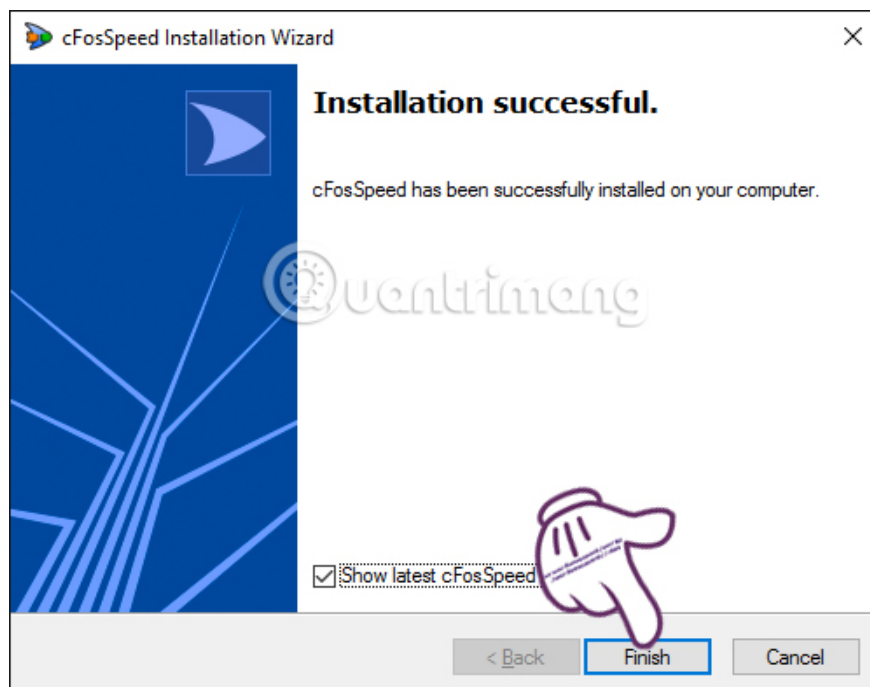 cFosSpeed Installation Wizard
Installation successful.
cFosSpeed has been successfully installed on your computer.
Quantrimang
Show latest cFosSpeed
< Back
Finish
Cancel